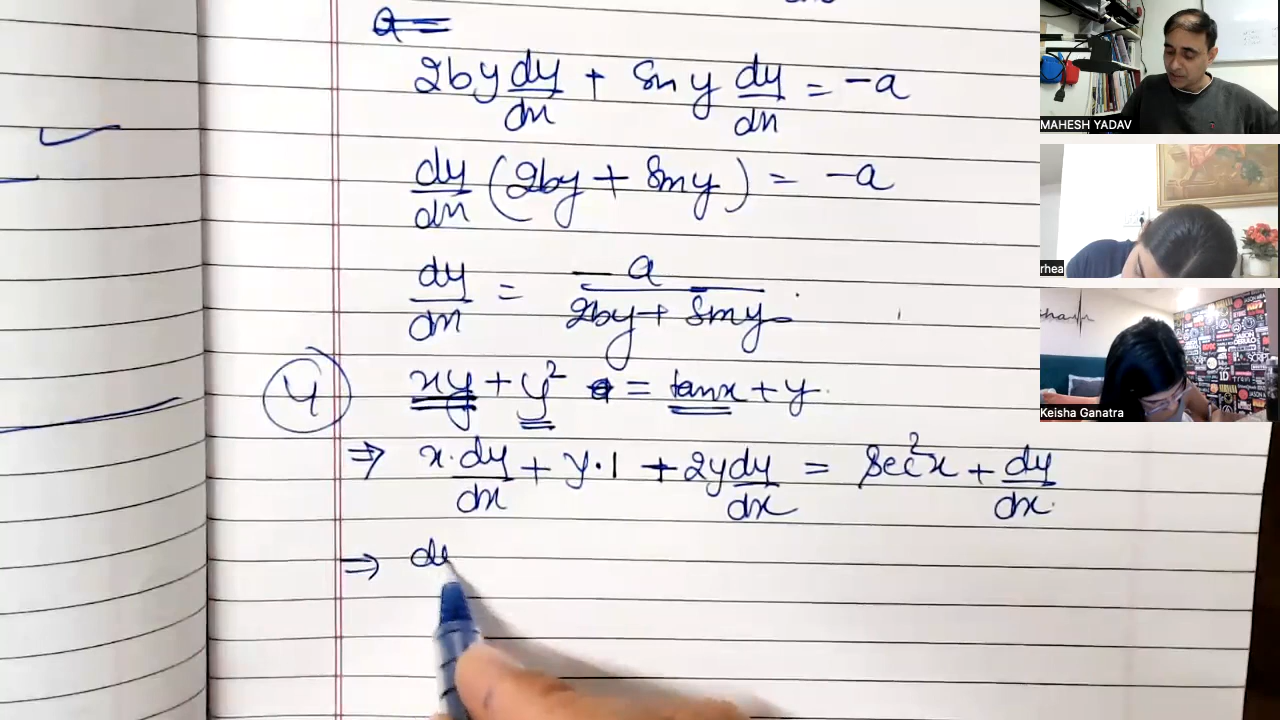 a =
2by dy/dx + sin y dy/dx = -a
dy/dx (2by + sin y) = -a
dy/dx = -a/(2by + sin y)
4 xy + y² = tanx + y
⇒ x·dy/dx + y·1 + 2y dy/dx = sec²x + dy/dx
⇒ dy
MAHESH YADAV
rhea
Keisha Ganatra